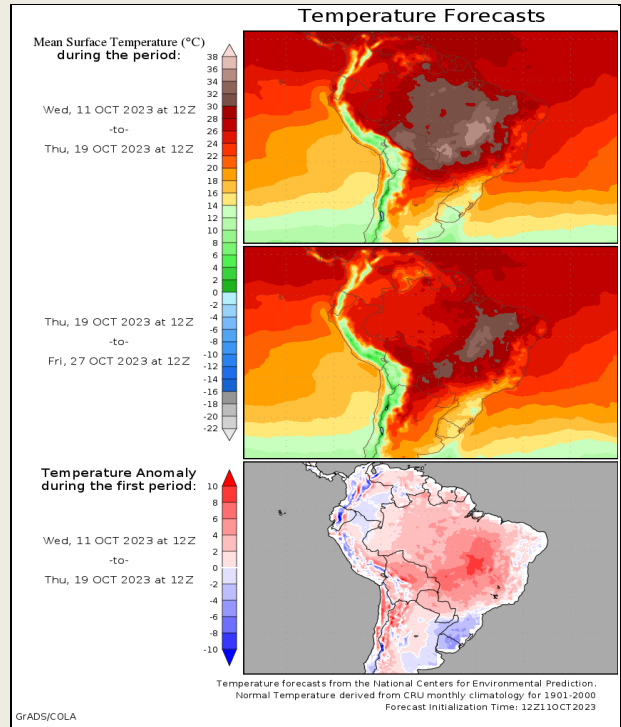 Temperature Forecasts
Mean Surface Temperature (°C)
during the period:
38
36
34
32
30
28
26
24
22
20
18
16
14
12
10
8
6
4
2
0
-2
-4
-6
-8
-10
-12
-14
-16
-18
-20
-22
Wed, 11 OCT 2023 at 12Z
-to-
Thu, 19 OCT 2023 at 12Z
Thu, 19 OCT 2023 at 12Z
-to-
Fri, 27 OCT 2023 at 12Z
Temperature Anomaly
during the first period:
10
8
6
4
2
0
-2
-4
-6
-8
-10
Wed, 11 OCT 2023 at 12Z
-to-
Thu, 19 OCT 2023 at 12Z
Temperature forecasts from the National Centers for Environmental Prediction.
Normal Temperature derived from CRU monthly climatology for 1901-2000
Forecast Initialization Time: 12Z11OCT2023
GrADS/COLA